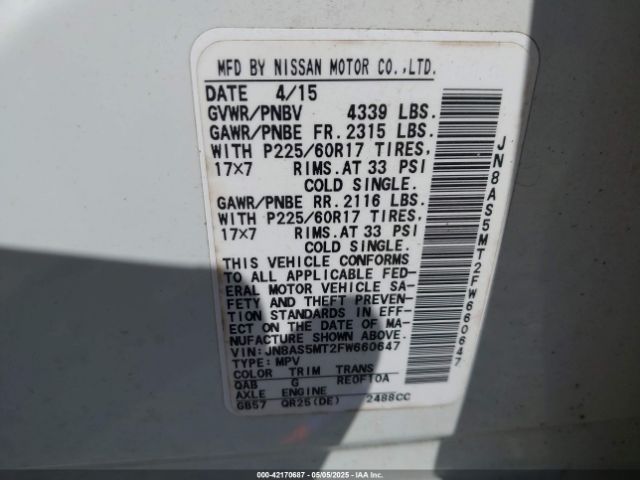 MFD BY NISSAN MOTOR CO.,LTD.
DATE 4/15
GVWR/PNBV 4339 LBS.
GAWR/PNBE FR. 2315 LBS.
WITH P225/60R17 TIRES.
17×7 RIMS. AT 33 PSI
COLD SINGLE.
GAWR/PNBE RR. 2116 LBS.
WITH P225/60R17 TIRES.
17×7 RIMS. AT 33 PSI
COLD SINGLE.
THIS VEHICLE CONFORMS
TO ALL APPLICABLE FED-
ERAL MOTOR VEHICLE SA-
FETY AND THEFT PREVEN-
TION STANDARDS IN EFF-
ECT ON THE DATE OF MA-
NUFACTURE SHOWN ABOVE.
VIN: JN8AS5MT2FW660647
TYPE: MPV
COLOR TRIM TRANS
QAB G RE0F10A
AXLE ENGINE
GB57 QR25(DE) 2488CC
JN8AS5MT2FW660647
000-42170687 - 05/05/2025 - IAAI.COM